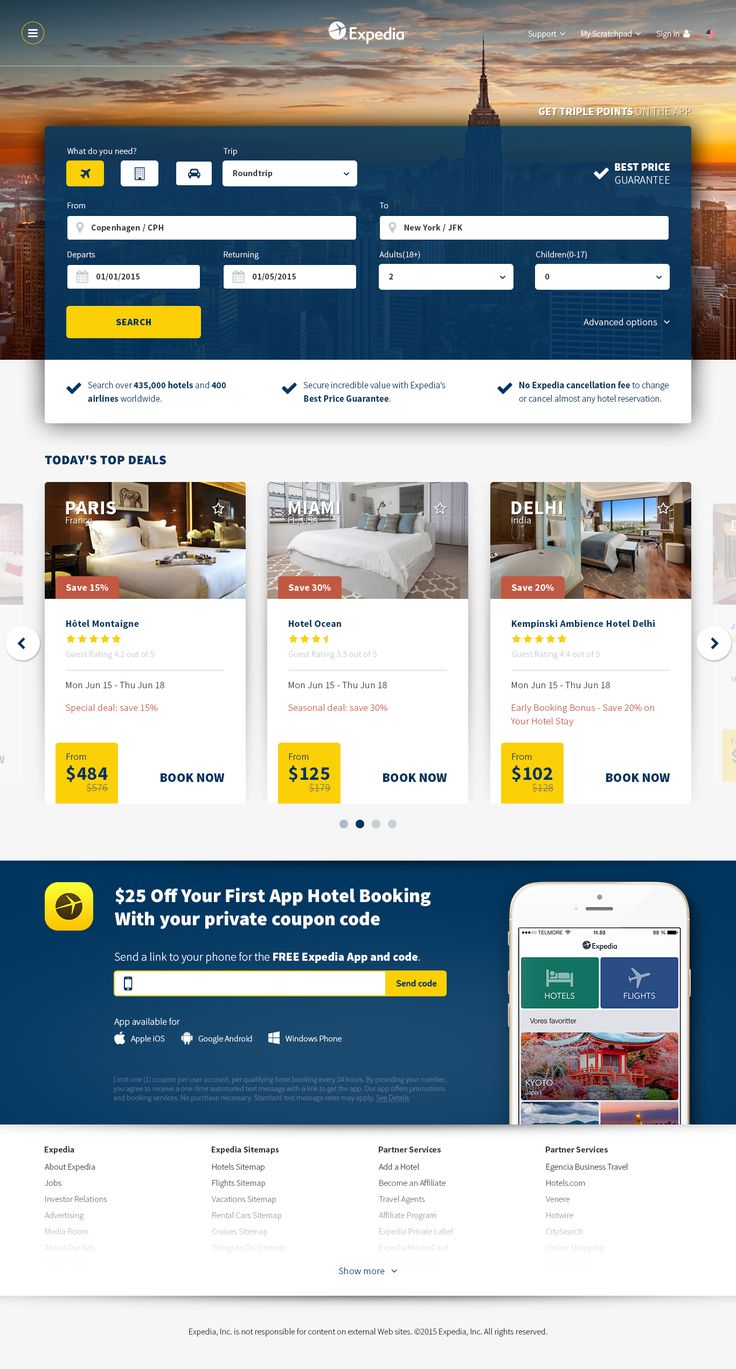 Expedia
Support
My Scratchpad
Sign In
GET TRIPLE POINTS ON THE APP
What do you need?
Trip
Roundtrip
BEST PRICE
GUARANTEE
From
To
Copenhagen / CPH
New York / JFK
Departs
Returning
Adults(18+)
Children(0-17)
01/01/2015
01/05/2015
2
0
SEARCH
Advanced options
Search over 435,000 hotels and 400
airlines worldwide.
Secure incredible value with Expedia's
Best Price Guarantee.
No Expedia cancellation fee to change
or cancel almost any hotel reservation.
TODAY'S TOP DEALS
PARIS
France
Save 15%
Hôtel Montaigne
Guest Rating 4.2 out of 5
Mon Jun 15 - Thu Jun 18
Special deal: save 15%
From
$484
$576
BOOK NOW
MIAMI
FL, USA
Save 30%
Hotel Ocean
Guest Rating 3.5 out of 5
Mon Jun 15 - Thu Jun 18
Seasonal deal: save 30%
From
$125
$179
BOOK NOW
DELHI
India
Save 20%
Kempinski Ambience Hotel Delhi
Guest Rating 4.4 out of 5
Mon Jun 15 - Thu Jun 18
Early Booking Bonus - Save 20% on
Your Hotel Stay
From
$102
$128
BOOK NOW
$25 Off Your First App Hotel Booking
With your private coupon code
Send a link to your phone for the FREE Expedia App and code.
Send code
App available for
Apple iOS
Google Android
Windows Phone
Limit one (1) coupon per user account, per qualifying hotel booking every 24 hours. By providing your number,
you agree to receive a one-time automated text message with a link to get the app. Our app offers promotions
and booking services. No purchase necessary. Standard text message rates may apply. See Details
TELMORE
11.53
98 %
Expedia
HOTELS
FLIGHTS
Vores favoritter
KYOTO
Japan
Expedia
About Expedia
Jobs
Investor Relations
Advertising
Media Room
About Our Ads
Expedia Sitemaps
Hotels Sitemap
Flights Sitemap
Vacations Sitemap
Rental Cars Sitemap
Cruises Sitemap
Things to Do Sitemap
Partner Services
Add a Hotel
Become an Affiliate
Travel Agents
Affiliate Program
Expedia Private Label
Expedia MasterCard
Partner Services
Egencia Business Travel
Hotels.com
Venere
Hotwire
CitySearch
Online Shopping
Show more
Expedia, Inc. is not responsible for content on external Web sites. ©2015 Expedia, Inc. All rights reserved.